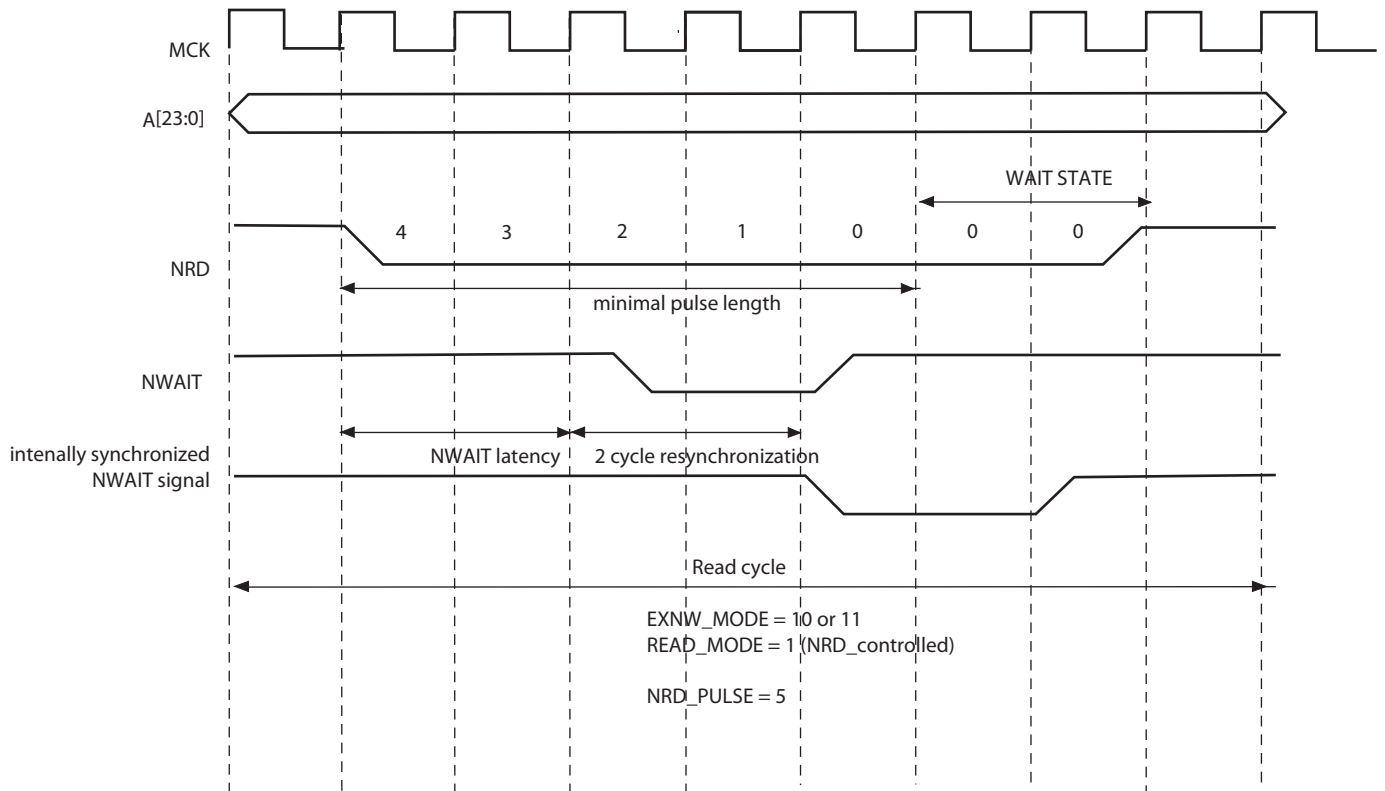 MCK
A[23:0]
WAIT STATE
4 3 2 1 0 0 0
NRD
minimal pulse length
NWAIT
NWAIT latency
2 cycle resynchronization
intenally synchronized
NWAIT signal
Read cycle
EXNW_MODE = 10 or 11
READ_MODE = 1 (NRD_controlled)
NRD_PULSE = 5